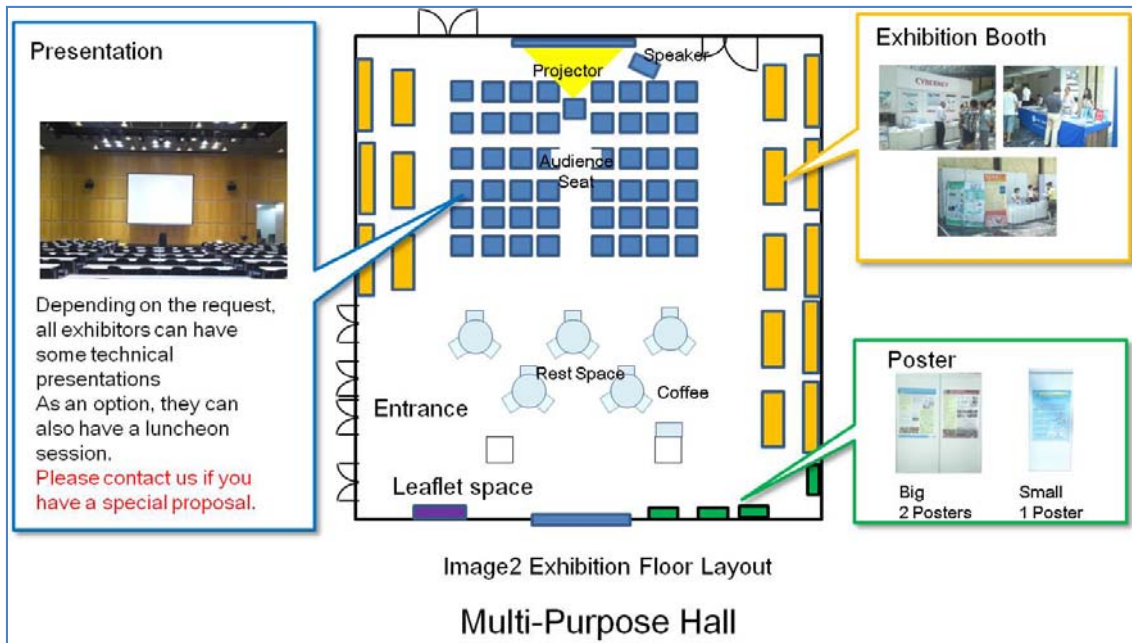 Presentation
Depending on the request,
all exhibitors can have
some technical
presentations
As an option, they can
also have a luncheon
session.
Please contact us if you
have a special proposal.
Speaker
Projector
Audience
Seat
Rest Space
Coffee
Entrance
Leaflet space
Exhibition Booth
CYBERNET
Poster
Big
2 Posters
Small
1 Poster
Image2 Exhibition Floor Layout
Multi-Purpose Hall